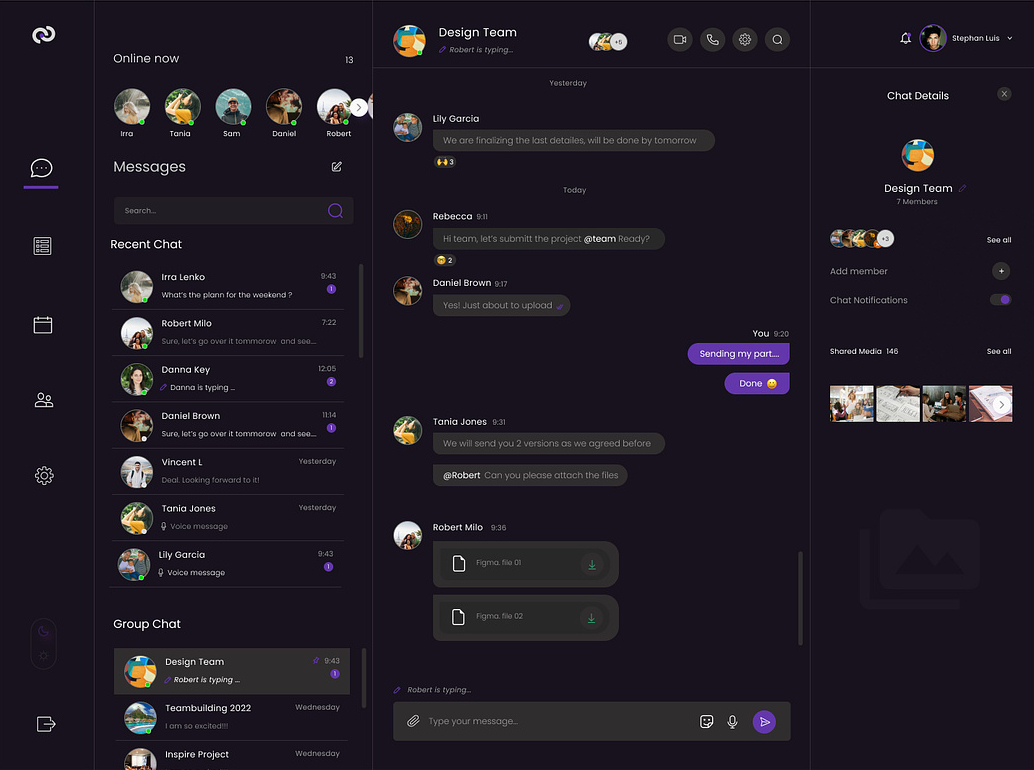 Online now
13
Irra
Tania
Sam
Daniel
Robert
Messages
Search...
Recent Chat
Irra Lenko
9:43
What's the plann for the weekend ?
1
Robert Milo
7:22
Sure, let's go over it tommorow and see...
Danna Key
12:05
Danna is typing ...
2
Daniel Brown
11:14
Sure, let's go over it tommorow and see...
1
Vincent L
Yesterday
Deal. Looking forward to it!
Tania Jones
Yesterday
Voice message
Lily Garcia
9:43
Voice message
1
Group Chat
Design Team
9:43
Robert is typing ...
1
Teambuilding 2022
Wednesday
I am so excited!!!
Inspire Project
Wednesday
Design Team
Robert is typing...
+5
Yesterday
Lily Garcia
We are finalizing the last detailes, will be done by tomorrow
3
Today
Rebecca 9:11
Hi team, let's submitt the project @team Ready?
2
Daniel Brown 9:17
Yes! Just about to upload
You 9:20
Sending my part....
Done
Tania Jones 9:31
We will send you 2 versions as we agreed before
@Robert Can you please attach the files
Robert Milo 9:36
Figma. file 01
Figma. file 02
Robert is typing...
Type your message...
Stephan Luis
Chat Details
Design Team
7 Members
+3
See all
Add member
Chat Notifications
Shared Media 146
See all